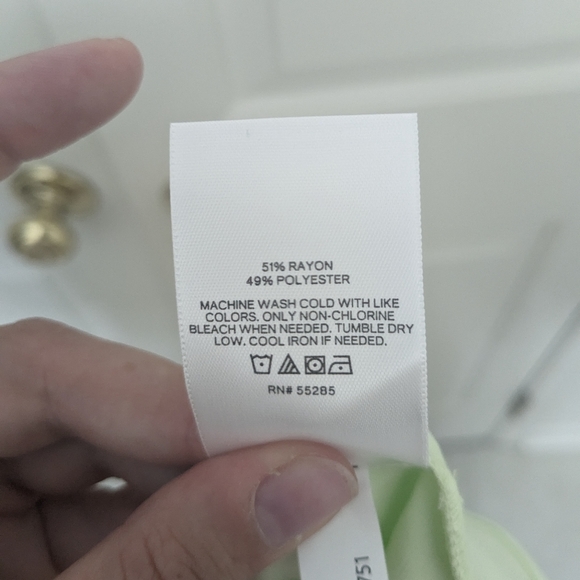 51% RAYON
49% POLYESTER
MACHINE WASH COLD WITH LIKE
COLORS. ONLY NON-CHLORINE
BLEACH WHEN NEEDED. TUMBLE DRY
LOW. COOL IRON IF NEEDED.
RN# 55285
751